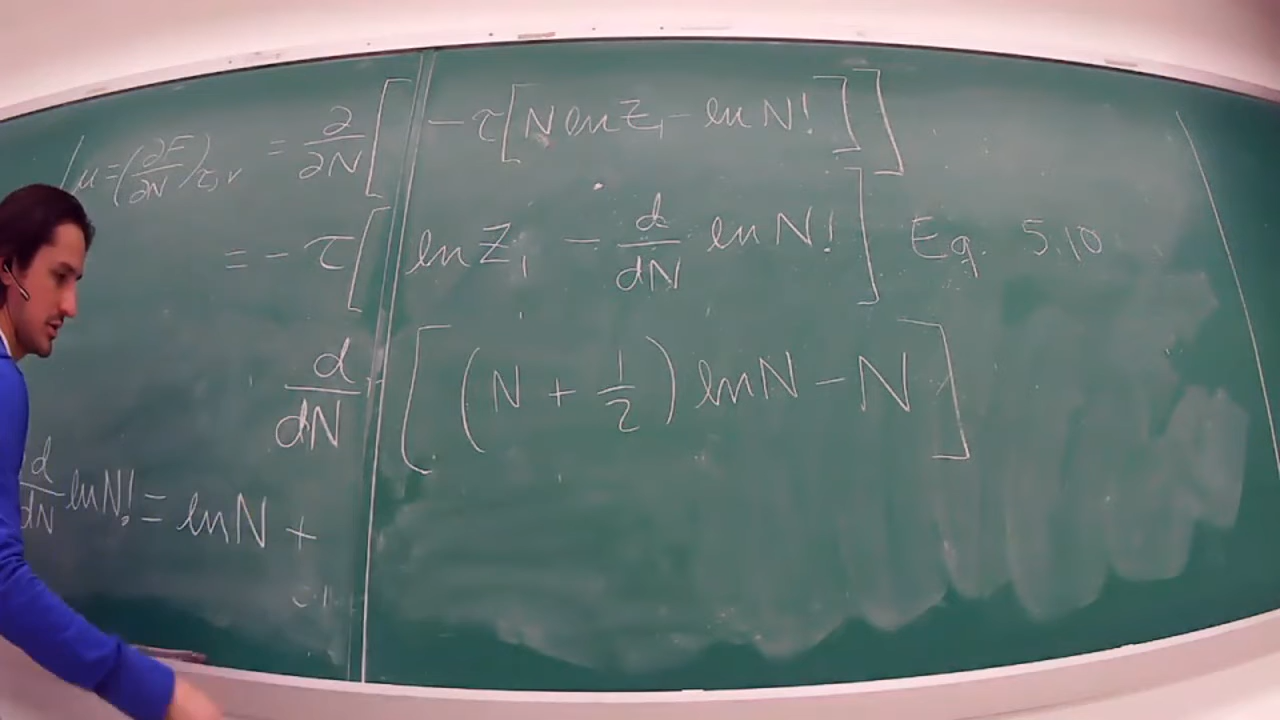 μ = (∂F/∂N)τ,V = ∂/∂N [ -τ[N ln Z₁ - ln N!] ]
= -τ [ ln Z₁ - d/dN ln N! ] Eq. 5.10
d/dN [ (N + 1/2) ln N - N ]
d/dN ln N! = ln N +